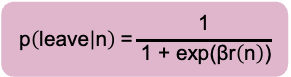 p(leave|n) = 1 / 1 + exp(βr(n))